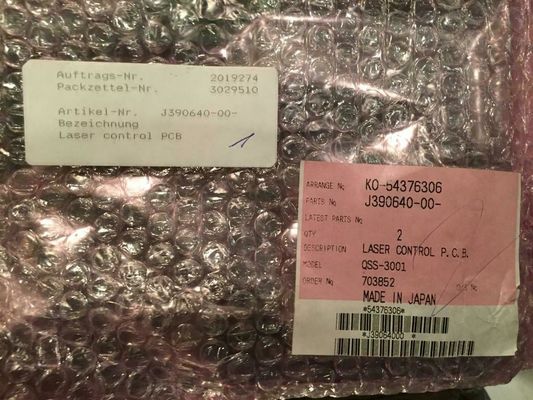 Auftrags-Nr. 2019274
Packzettel-Nr. 3029510
Artikel-Nr. J390640-00-
Bezeichnung
Laser control PCB
1
ARRANGE No KO-54376306
PARTS No J390640-00-
LATEST PARTS No
QTY 2
DESCRIPTION LASER CONTROL P.C.B.
MODEL QSS-3001
ORDER No 703852
MADE IN JAPAN
*54376306*
*J39064000 *